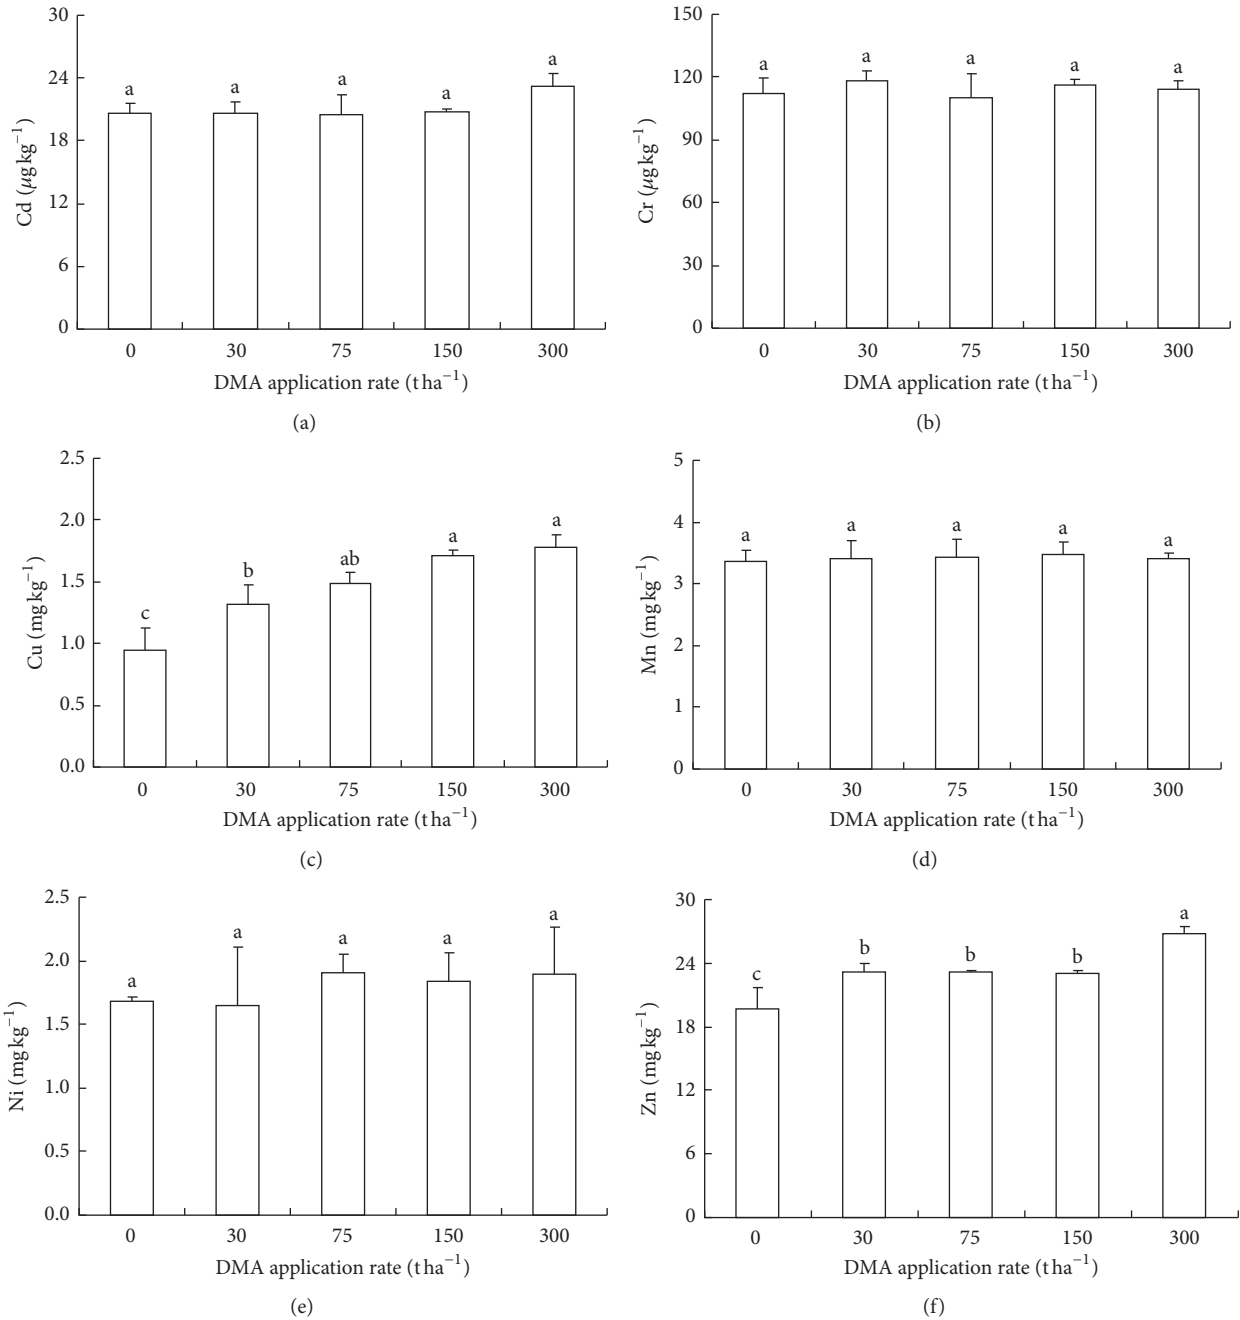 30
24
18
12
6
0
Cd (μg kg⁻¹)
a a a a a
0 30 75 150 300
DMA application rate (t ha⁻¹)
(a)
150
120
90
60
30
0
Cr (μg kg⁻¹)
a a a a a
0 30 75 150 300
DMA application rate (t ha⁻¹)
(b)
2.5
2.0
1.5
1.0
0.5
0.0
Cu (mg kg⁻¹)
c b ab a a
0 30 75 150 300
DMA application rate (t ha⁻¹)
(c)
5
4
3
2
1
0
Mn (mg kg⁻¹)
a a a a a
0 30 75 150 300
DMA application rate (t ha⁻¹)
(d)
2.5
2.0
1.5
1.0
0.5
0.0
Ni (mg kg⁻¹)
a a a a a
0 30 75 150 300
DMA application rate (t ha⁻¹)
(e)
30
24
18
12
6
0
Zn (mg kg⁻¹)
c b b b a
0 30 75 150 300
DMA application rate (t ha⁻¹)
(f)